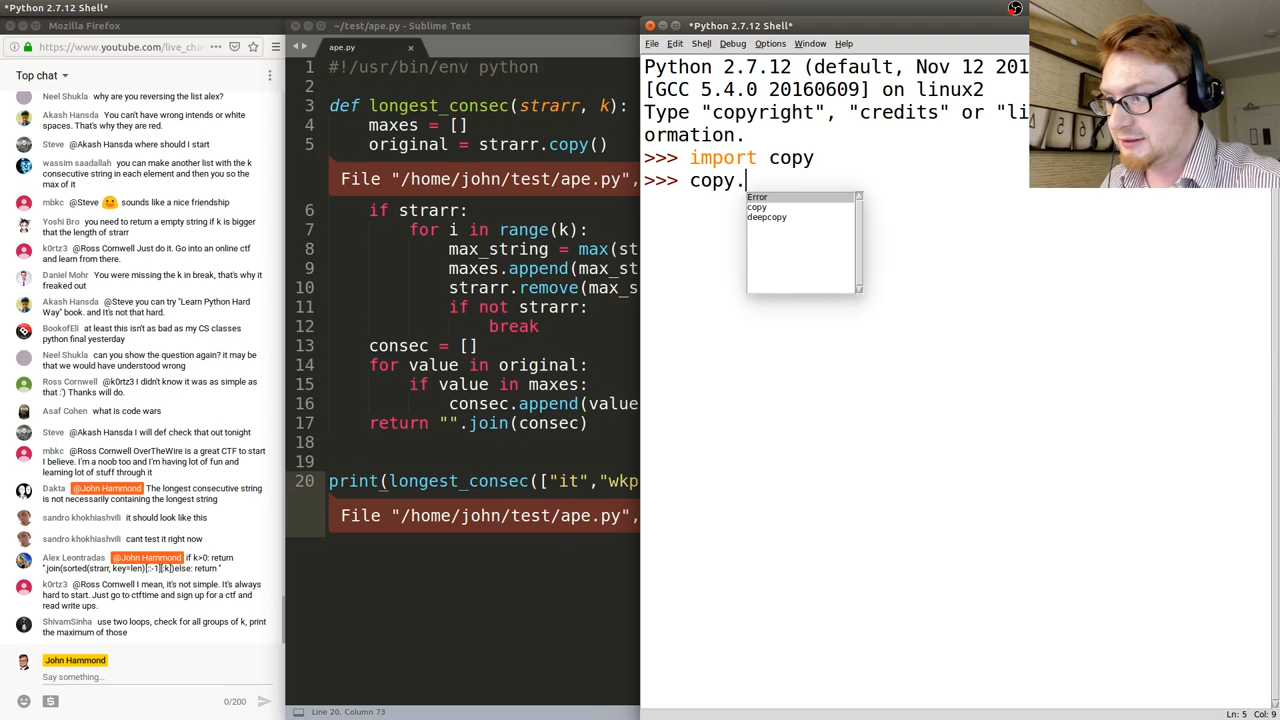 *Python 2.7.12 Shell*
Mozilla Firefox
https://www.youtube.com/live_cha
Top chat
Neel Shukla why are you reversing the list alex?
Akash Hansda You can't have wrong intends or white
spaces. That's why they are red.
Steve @Akash Hansda where should I start
wassim saadallah you can make another list with the k
consecutive string in each element and then you so the
max of it
mbkc @Steve sounds like a nice friendship
Yoshi Bro you need to return a empty string if k is bigger
that the length of strarr
k0rtz3 @Ross Cornwell Just do it. Go into an online ctf
and learn from there.
Daniel Mohr You were missing the k in break, that's why it
freaked out
Akash Hansda @Steve you can try "Learn Python Hard
Way" book. and It's not that hard.
BookofEli at least this isn't as bad as my CS classes
python final yesterday
Neel Shukla can you show the question again? it may be
that we would have understood wrong
Ross Cornwell @k0rtz3 I didn't know it was as simple as
that :') Thanks will do.
Asaf Cohen what is code wars
Steve @Akash Hansda I will def check that out tonight
mbkc @Ross Cornwell OverTheWire is a great CTF to start
I believe. I'm a noob too and I'm having lot of fun and
learning lot of stuff through it
Dakta @John Hammond The longest consecutive string
is not necessarily containing the longest string
sandro khokhiashvili it should look like this
sandro khokhiashvili cant test it right now
Alex Leontradas @John Hammond if k>0: return
''.join(sorted(strarr, key=len)[::-1][:k])else: return ''
k0rtz3 @Ross Cornwell I mean, it's not simple. It's always
hard to start. Just go to ctftime and sign up for a ctf and
read write ups.
ShivamSinha use two loops, check for all groups of k, print
the maximum of those
John Hammond
Say something...
0/200
~/test/ape.py - Sublime Text
ape.py
1 #!/usr/bin/env python
2
3 def longest_consec(strarr, k):
4 maxes = []
5 original = strarr.copy()
File "/home/john/test/ape.py",
6 if strarr:
7 for i in range(k):
8 max_string = max(st
9 maxes.append(max_st
10 strarr.remove(max_s
11 if not strarr:
12 break
13 consec = []
14 for value in original:
15 if value in maxes:
16 consec.append(value
17 return "".join(consec)
18
19
20 print(longest_consec(["it","wkp
File "/home/john/test/ape.py",
Line 20, Column 73
*Python 2.7.12 Shell*
File Edit Shell Debug Options Window Help
Python 2.7.12 (default, Nov 12 201
[GCC 5.4.0 20160609] on linux2
Type "copyright", "credits" or "li
ormation.
>>> import copy
>>> copy.
Error
copy
deepcopy
Ln: 5 Col: 9